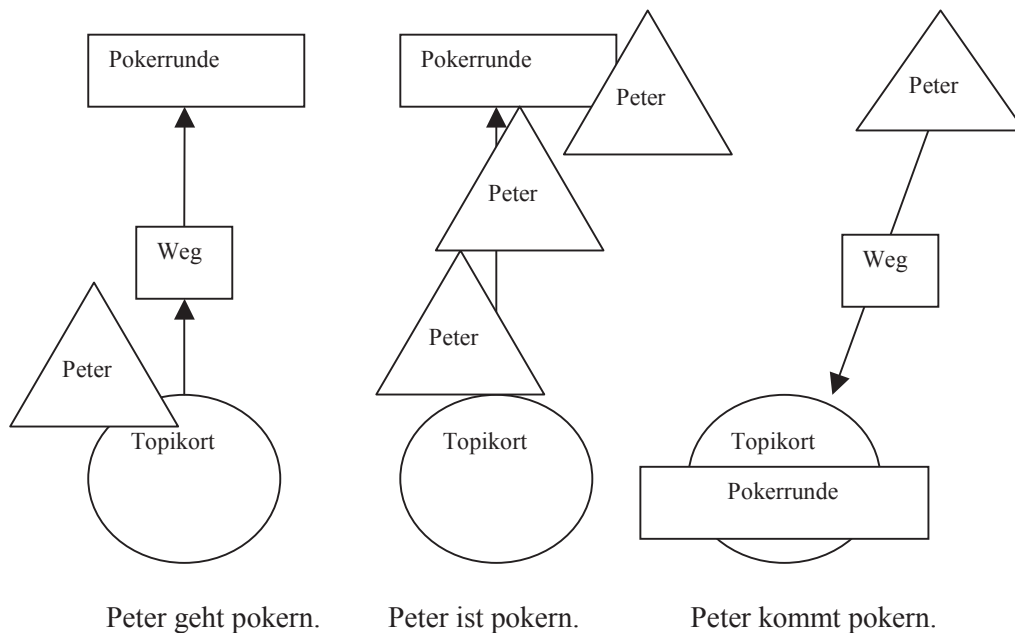 Pokerrunde
Weg
Peter
Topikort
Peter geht pokern.
Pokerrunde
Peter
Peter
Peter
Topikort
Peter ist pokern.
Peter
Weg
Topikort
Pokerrunde
Peter kommt pokern.